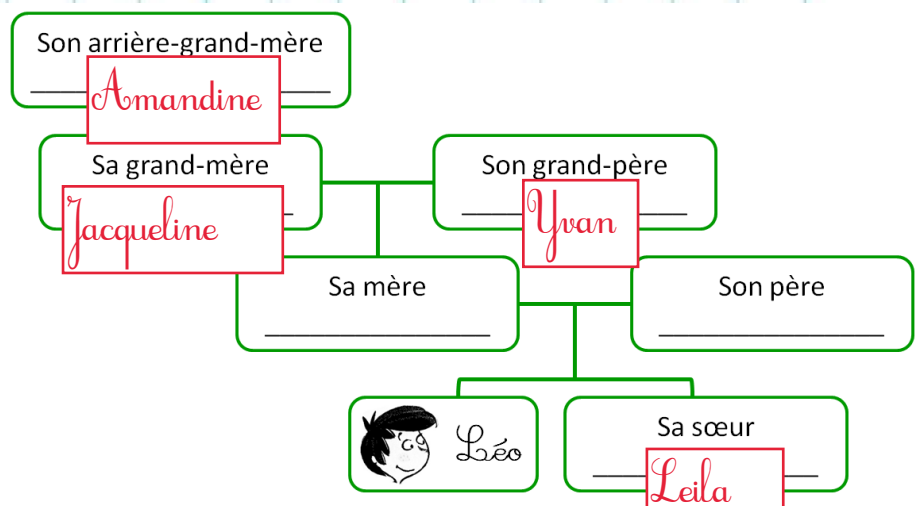 Son arrière-grand-mère
Amandine
Sa grand-mère
Son grand-père
Jacqueline
Yvan
Sa mère
Son père
Léo
Sa sœur
Leila